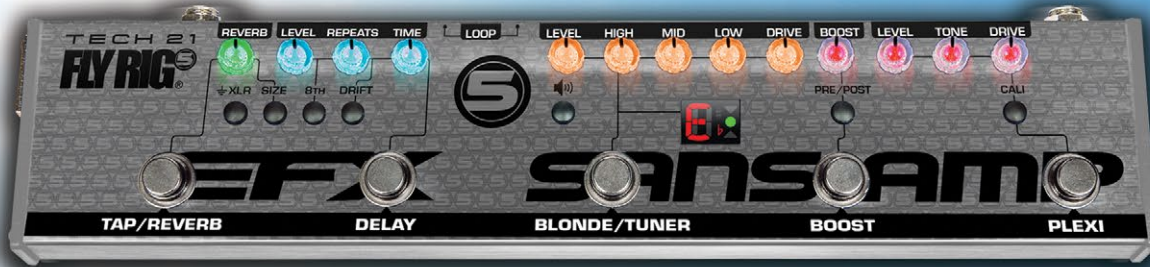 TECH 21
FLY RIG 5®
REVERB LEVEL REPEATS TIME LOOP LEVEL HIGH MID LOW DRIVE BOOST LEVEL TONE DRIVE
XLR SIZE 8TH DRIFT PRE/POST CALI
5
E b
EFX SANSAMP
TAP/REVERB DELAY BLONDE/TUNER BOOST PLEXI